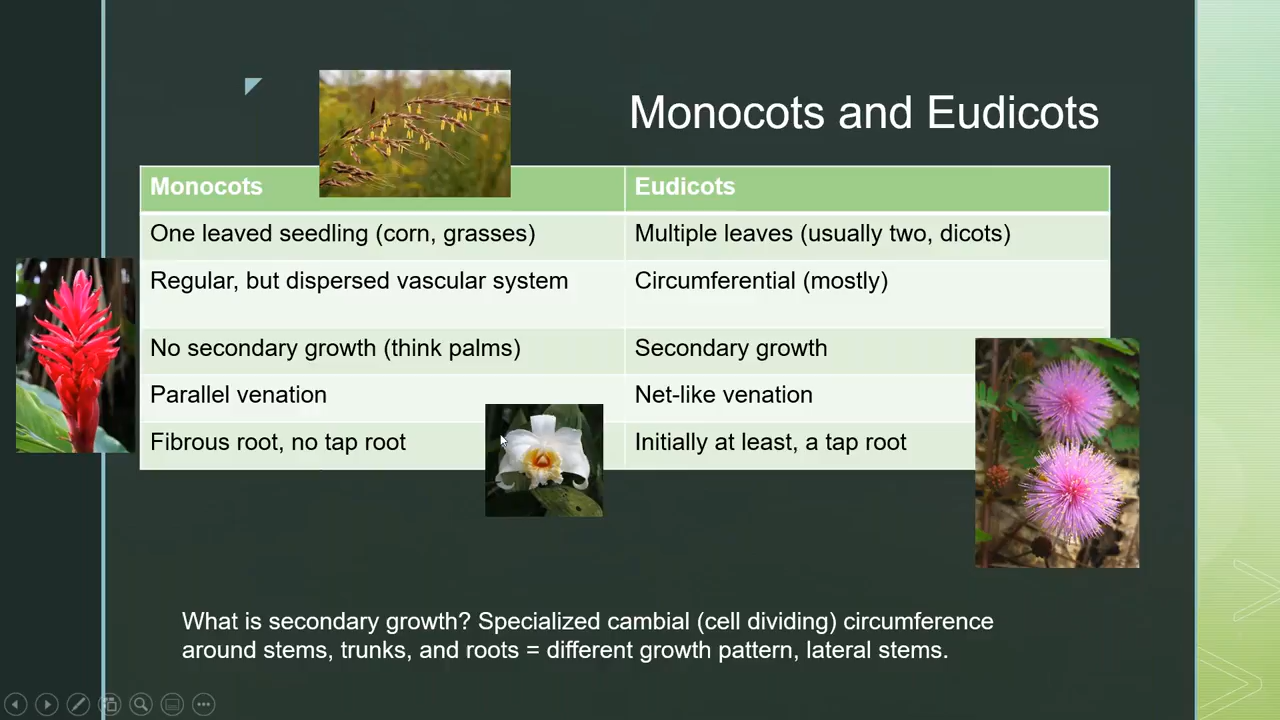 Monocots and Eudicots
Monocots
Eudicots
One leaved seedling (corn, grasses)
Multiple leaves (usually two, dicots)
Regular, but dispersed vascular system
Circumferential (mostly)
No secondary growth (think palms)
Secondary growth
Parallel venation
Net-like venation
Fibrous root, no tap root
Initially at least, a tap root
What is secondary growth? Specialized cambial (cell dividing) circumference
around stems, trunks, and roots = different growth pattern, lateral stems.